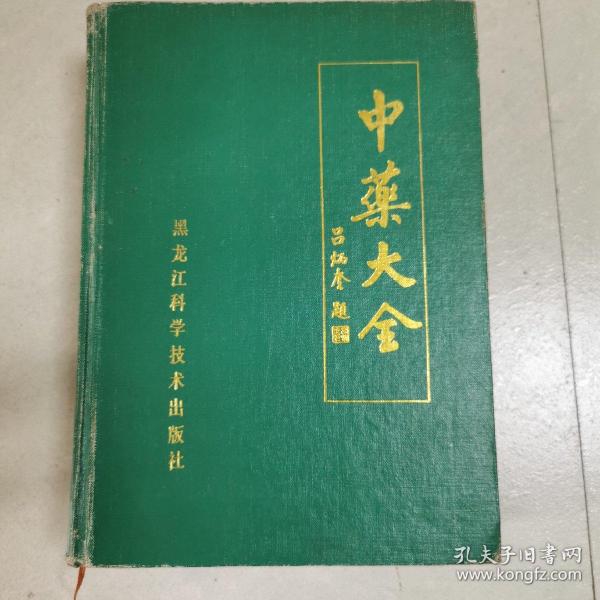 中藥大全
吕炳奎 题
黑龙江科学技术出版社
孔夫子旧書网
www.kongfz.com